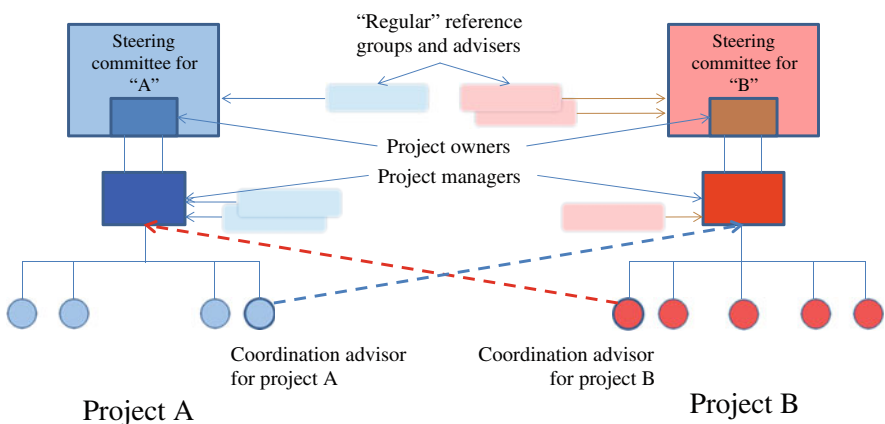 Steering
committee for
“A”
“Regular” reference
groups and advisers
Steering
committee for
“B”
Project owners
Project managers
Coordination advisor
for project A
Coordination advisor
for project B
Project A
Project B